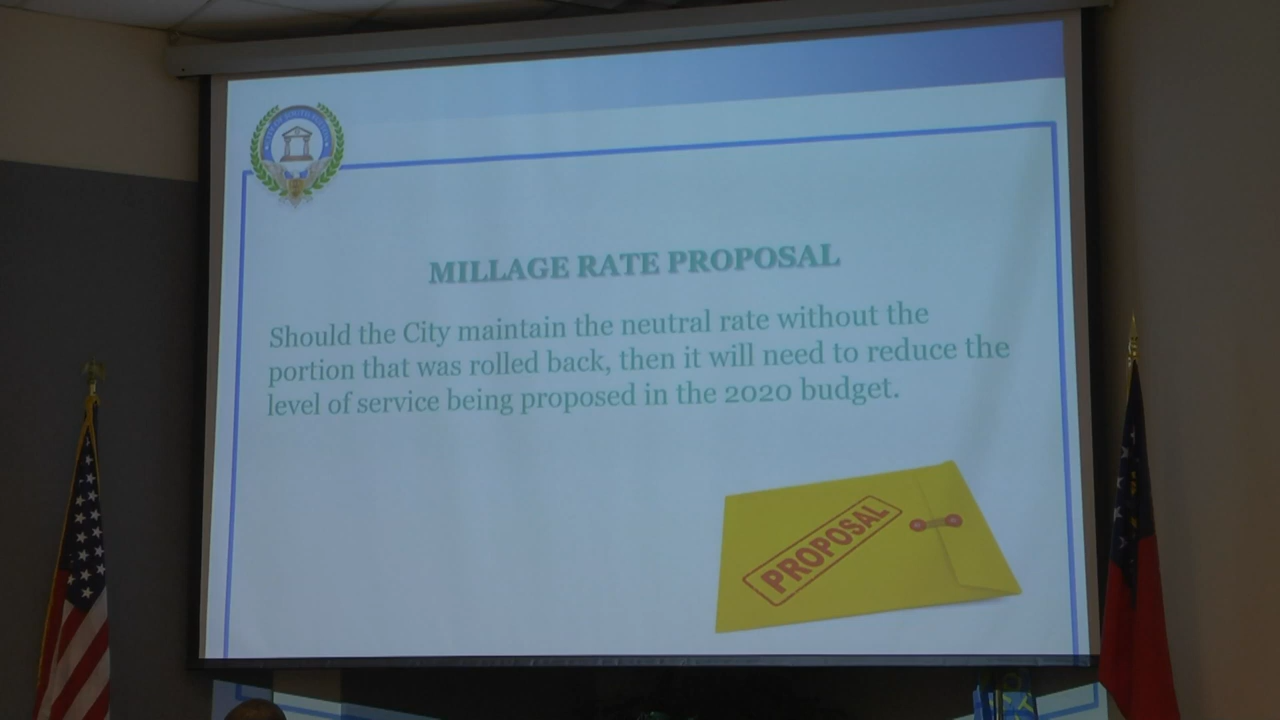 MILLAGE RATE PROPOSAL
Should the City maintain the neutral rate without the
portion that was rolled back, then it will need to reduce the
level of service being proposed in the 2020 budget.
PROPOSAL